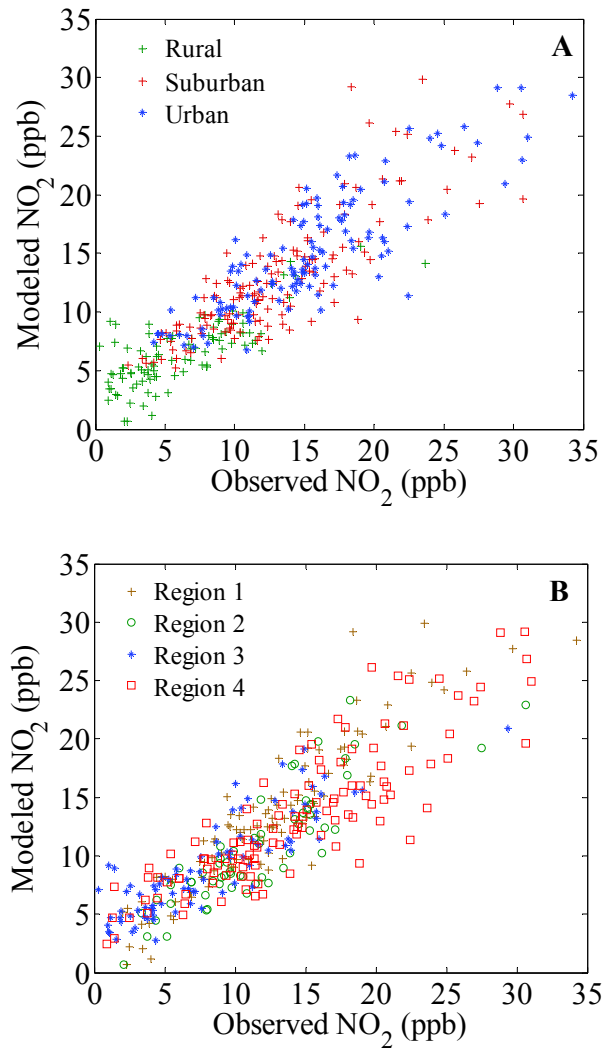 35
A
Rural
30
Suburban
25
Urban
20
15
10
5
0
Modeled NO2 (ppb)
0 5 10 15 20 25 30 35
Observed NO2 (ppb)
35
B
Region 1
30
Region 2
25
Region 3
20
Region 4
15
10
5
0
Modeled NO2 (ppb)
0 5 10 15 20 25 30 35
Observed NO2 (ppb)